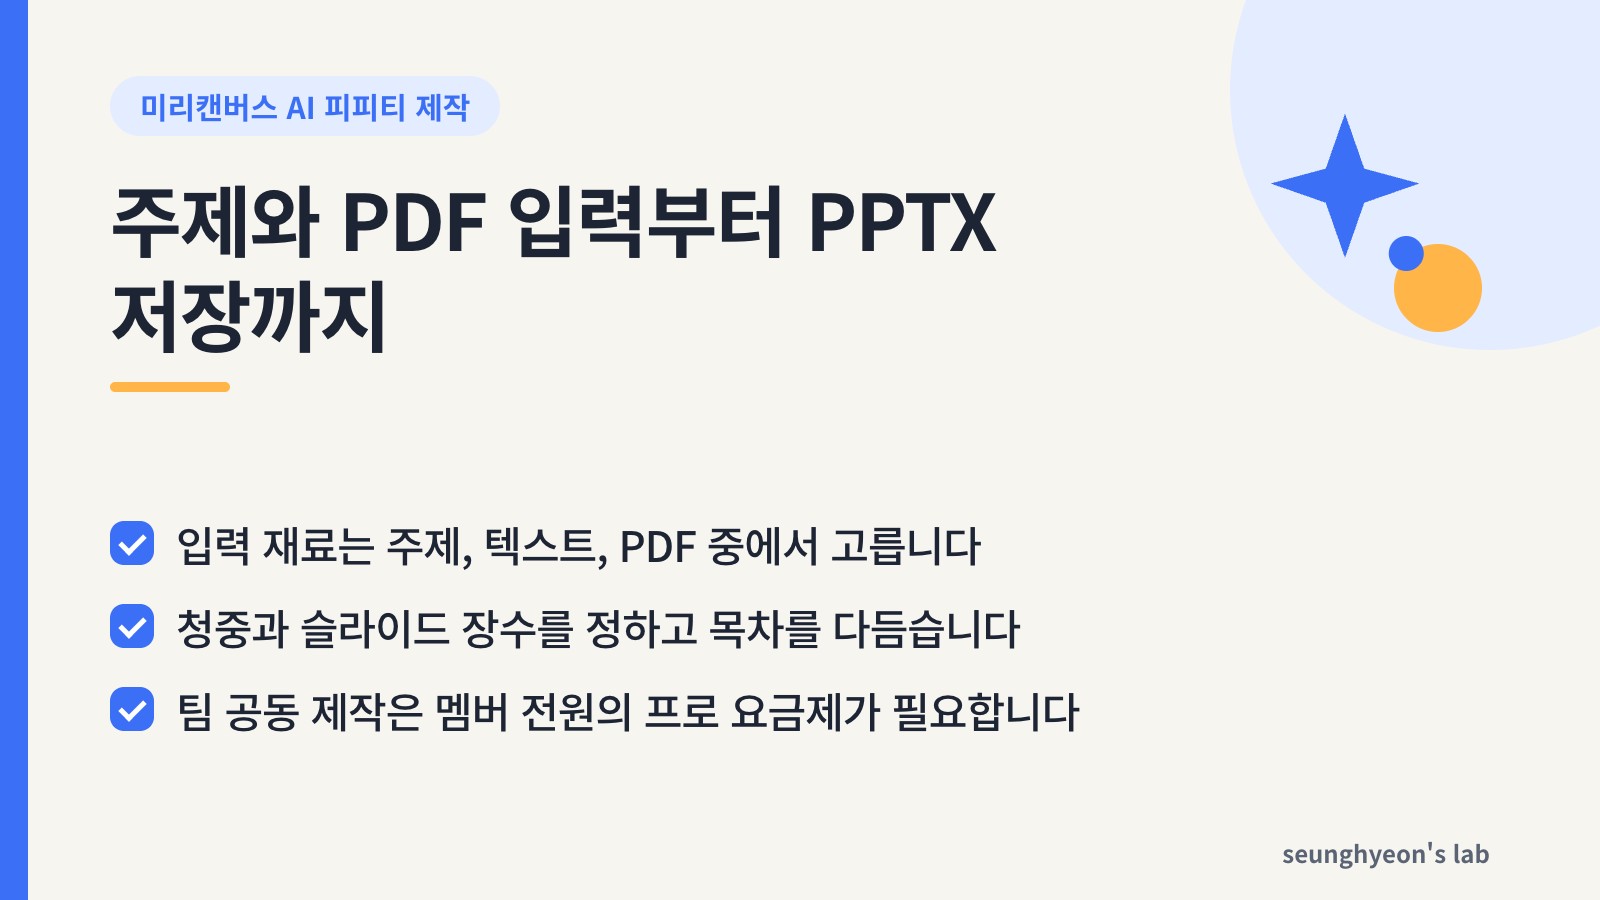 미리캔버스 AI 피피티 제작
주제와 PDF 입력부터 PPTX
저장까지
입력 재료는 주제, 텍스트, PDF 중에서 고릅니다
청중과 슬라이드 장수를 정하고 목차를 다듬습니다
팀 공동 제작은 멤버 전원의 프로 요금제가 필요합니다
seunghyeon's lab